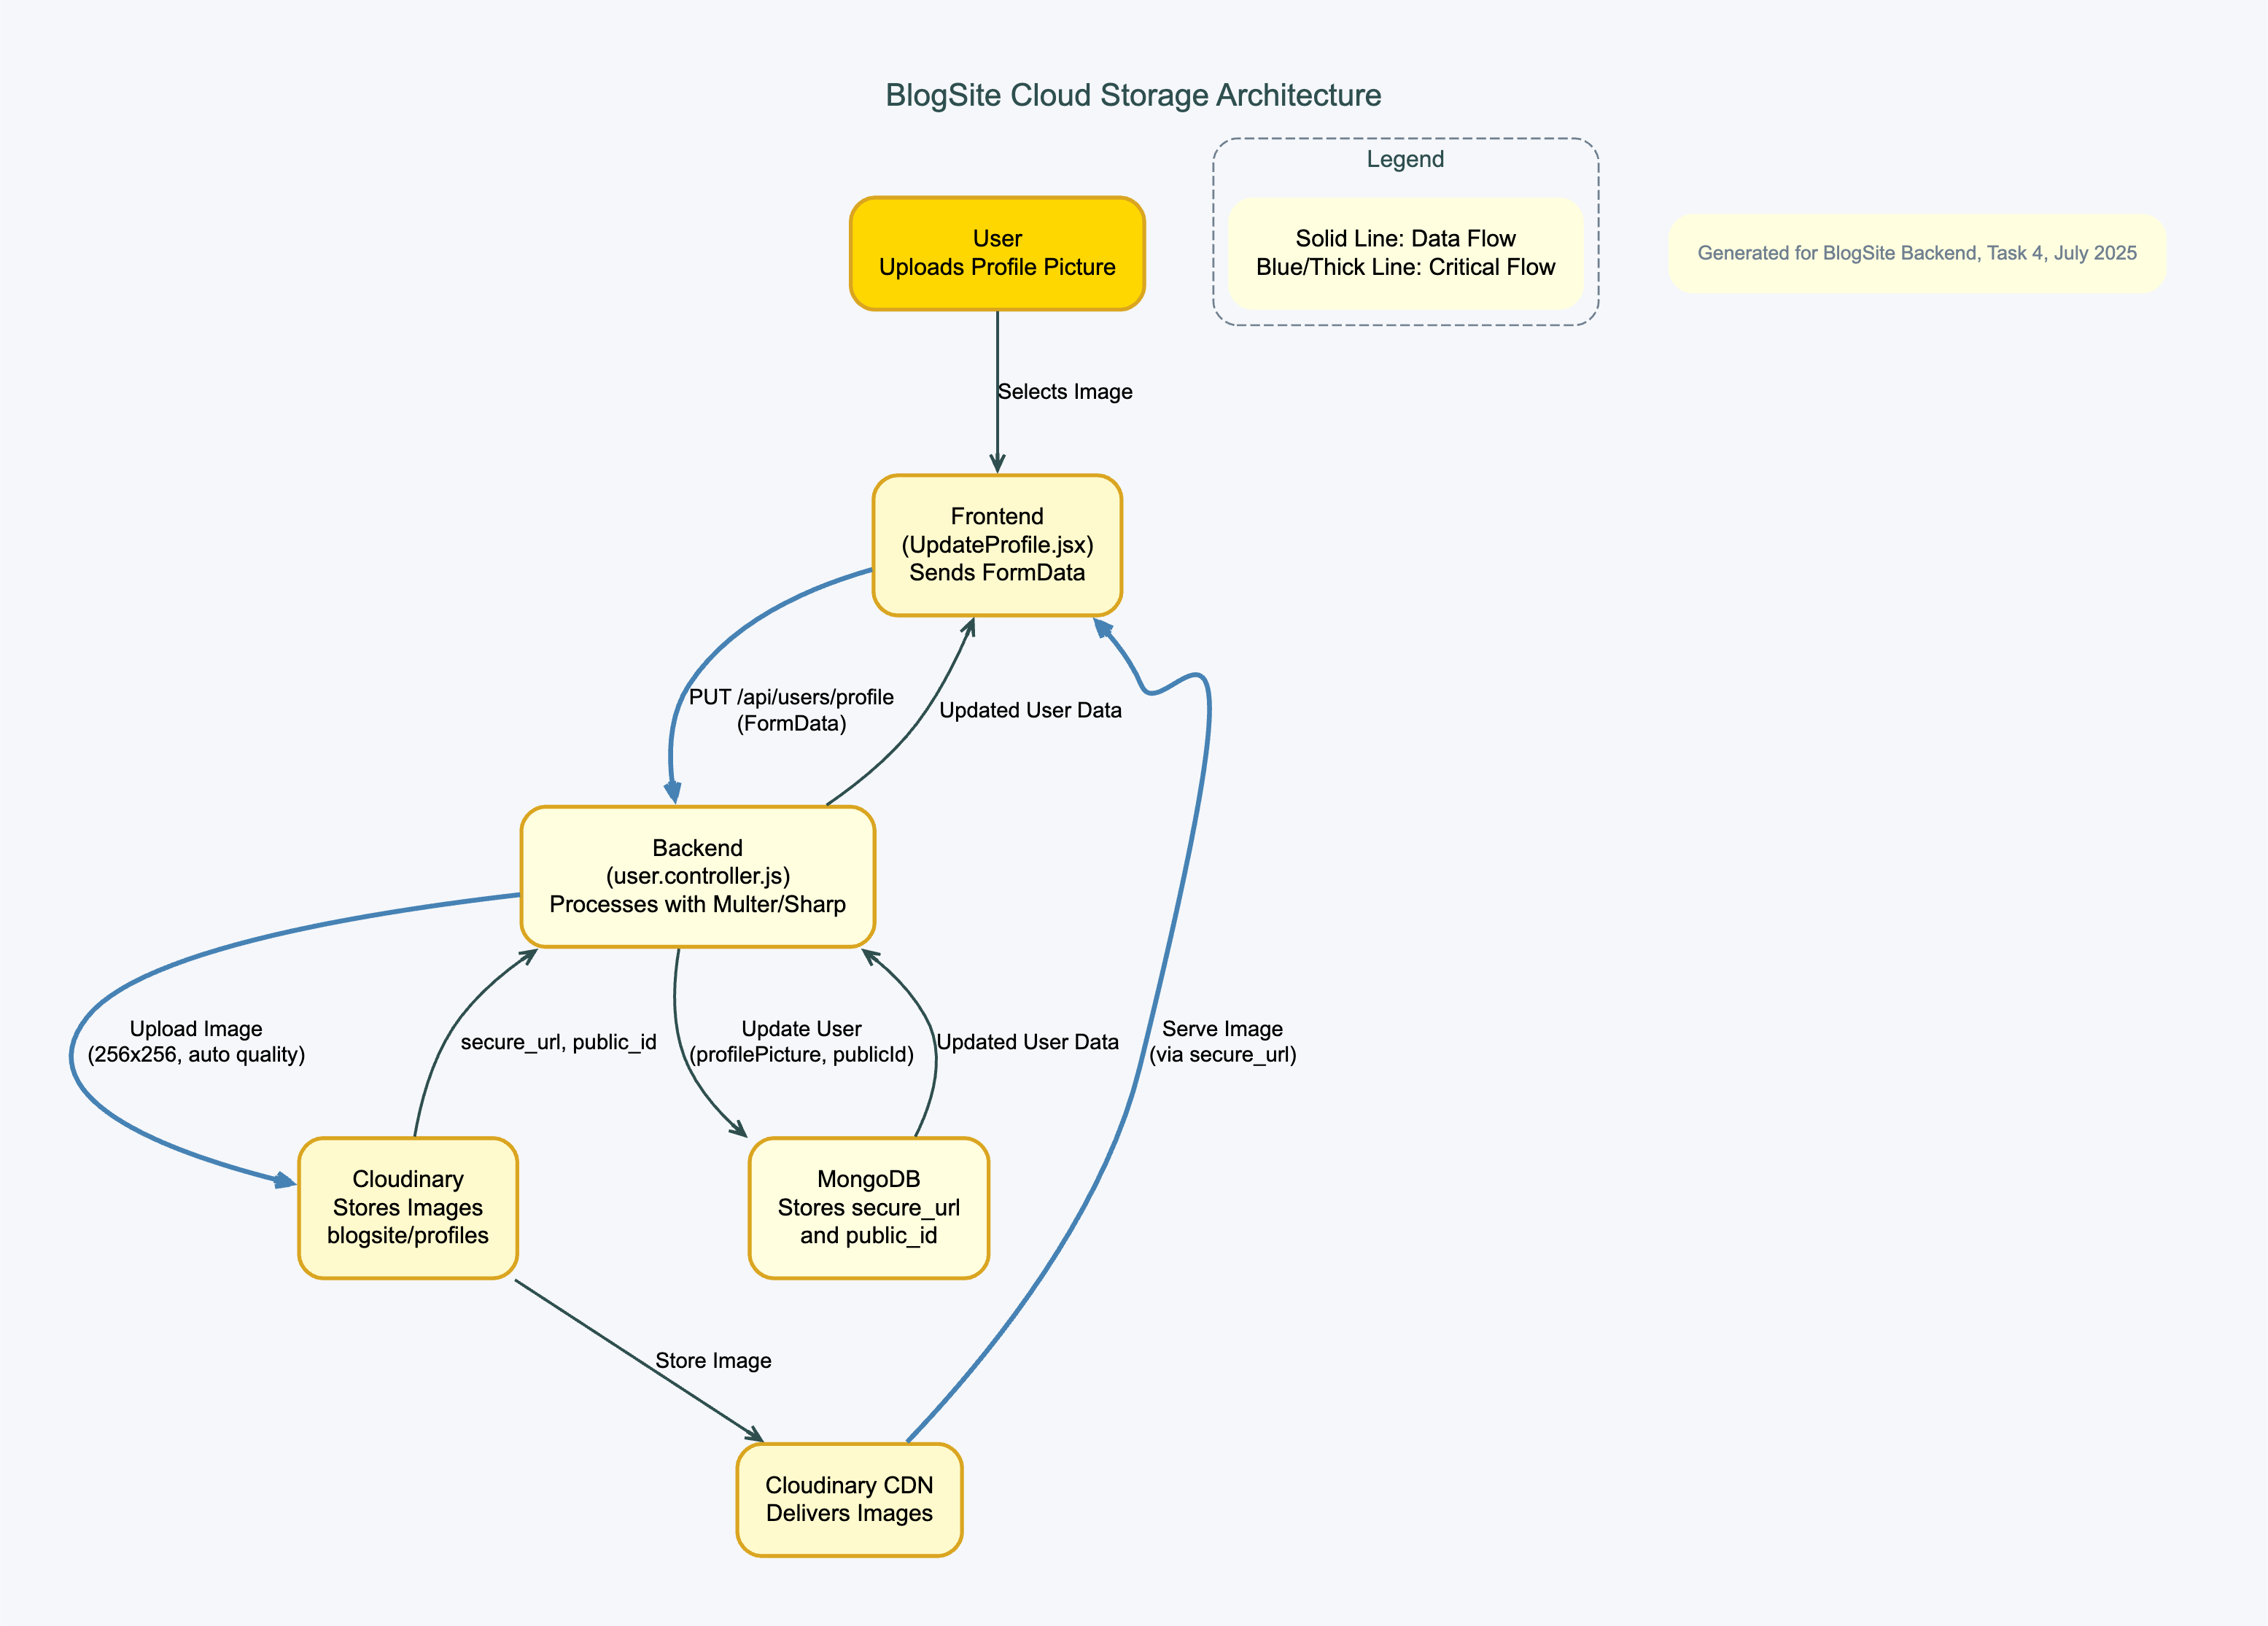 BlogSite Cloud Storage Architecture
Legend
Solid Line: Data Flow
Blue/Thick Line: Critical Flow
Generated for BlogSite Backend, Task 4, July 2025
User
Uploads Profile Picture
Selects Image
Frontend
(UpdateProfile.jsx)
Sends FormData
PUT /api/users/profile
(FormData)
Updated User Data
Backend
(user.controller.js)
Processes with Multer/Sharp
Upload Image
(256x256, auto quality)
secure_url, public_id
Update User
(profilePicture, publicId)
Updated User Data
Serve Image
(via secure_url)
Cloudinary
Stores Images
blogsite/profiles
MongoDB
Stores secure_url
and public_id
Store Image
Cloudinary CDN
Delivers Images